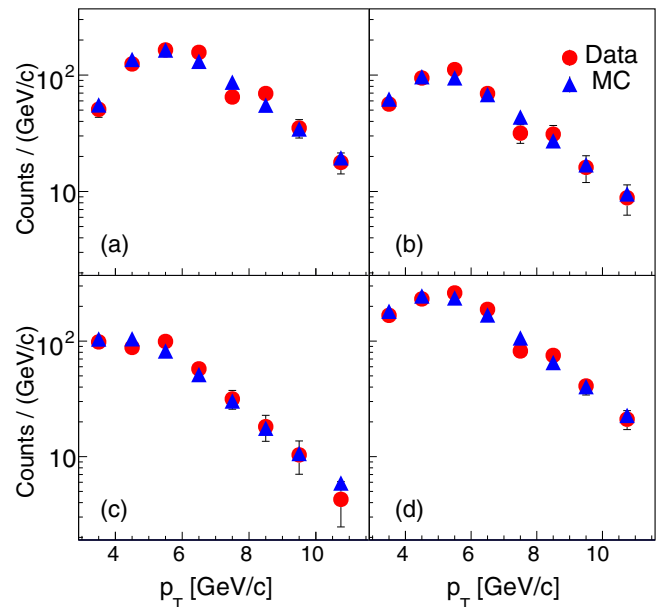 Counts / (GeV/c)
10²
10
(a)
Data
MC
(b)
Counts / (GeV/c)
10²
10
(c)
(d)
4 6 8 10
4 6 8 10
p_T [GeV/c]
p_T [GeV/c]